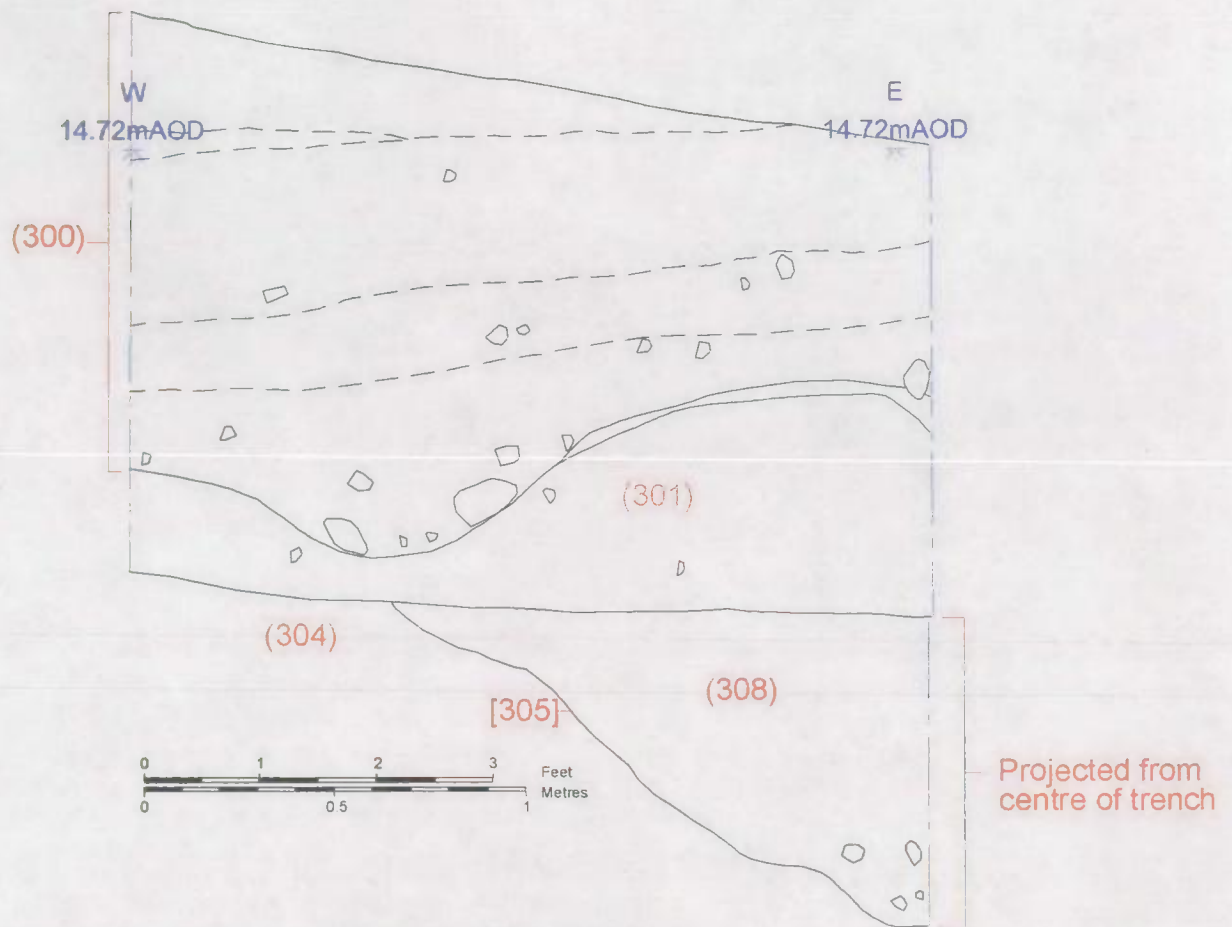 W
E
14.72mAOD
14.72mAOD
(300)
(301)
(304)
(308)
[305]
0 1 2 3 Feet
0 0.5 1 Metres
Projected from
centre of trench